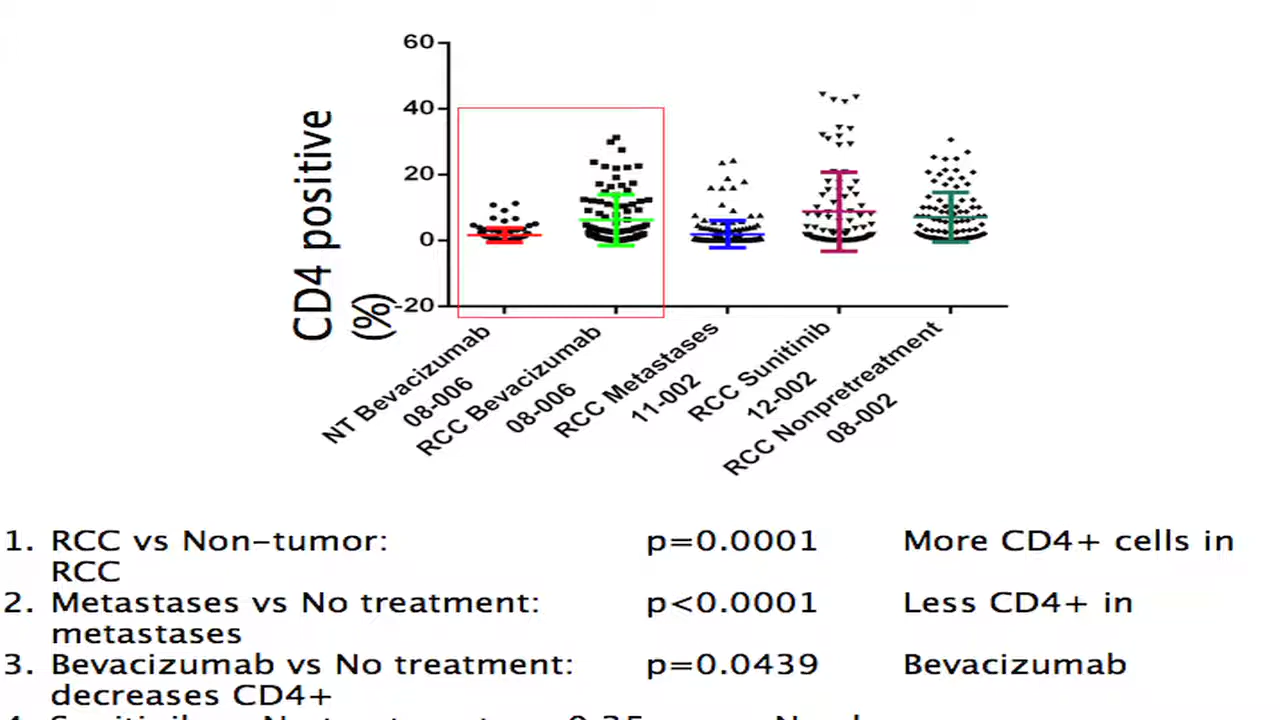 60
40
20
0
-20
CD4 positive
(%)
NT Bevacizumab
08-006
RCC Bevacizumab
08-006
RCC Metastases
11-002
RCC Sunitinib
12-002
RCC Nonpretreatment
08-002
1. RCC vs Non-tumor: p=0.0001 More CD4+ cells in
RCC
2. Metastases vs No treatment: p<0.0001 Less CD4+ in
metastases
3. Bevacizumab vs No treatment: p=0.0439 Bevacizumab
decreases CD4+